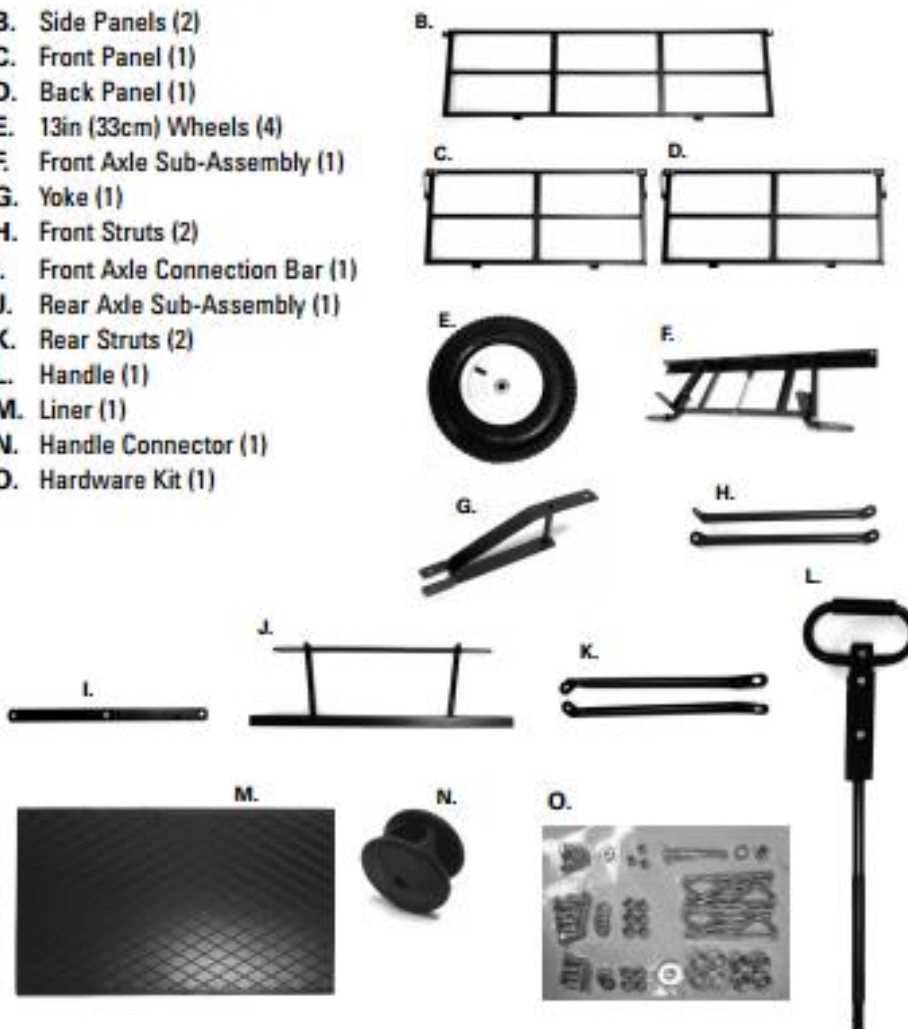 B. Side Panels (2)
C. Front Panel (1)
D. Back Panel (1)
E. 13in (33cm) Wheels (4)
F. Front Axle Sub-Assembly (1)
G. Yoke (1)
H. Front Struts (2)
I. Front Axle Connection Bar (1)
J. Rear Axle Sub-Assembly (1)
K. Rear Struts (2)
L. Handle (1)
M. Liner (1)
N. Handle Connector (1)
O. Hardware Kit (1)
B.
C. D.
E. F.
G. H.
L.
J. K.
I.
M. N. O.